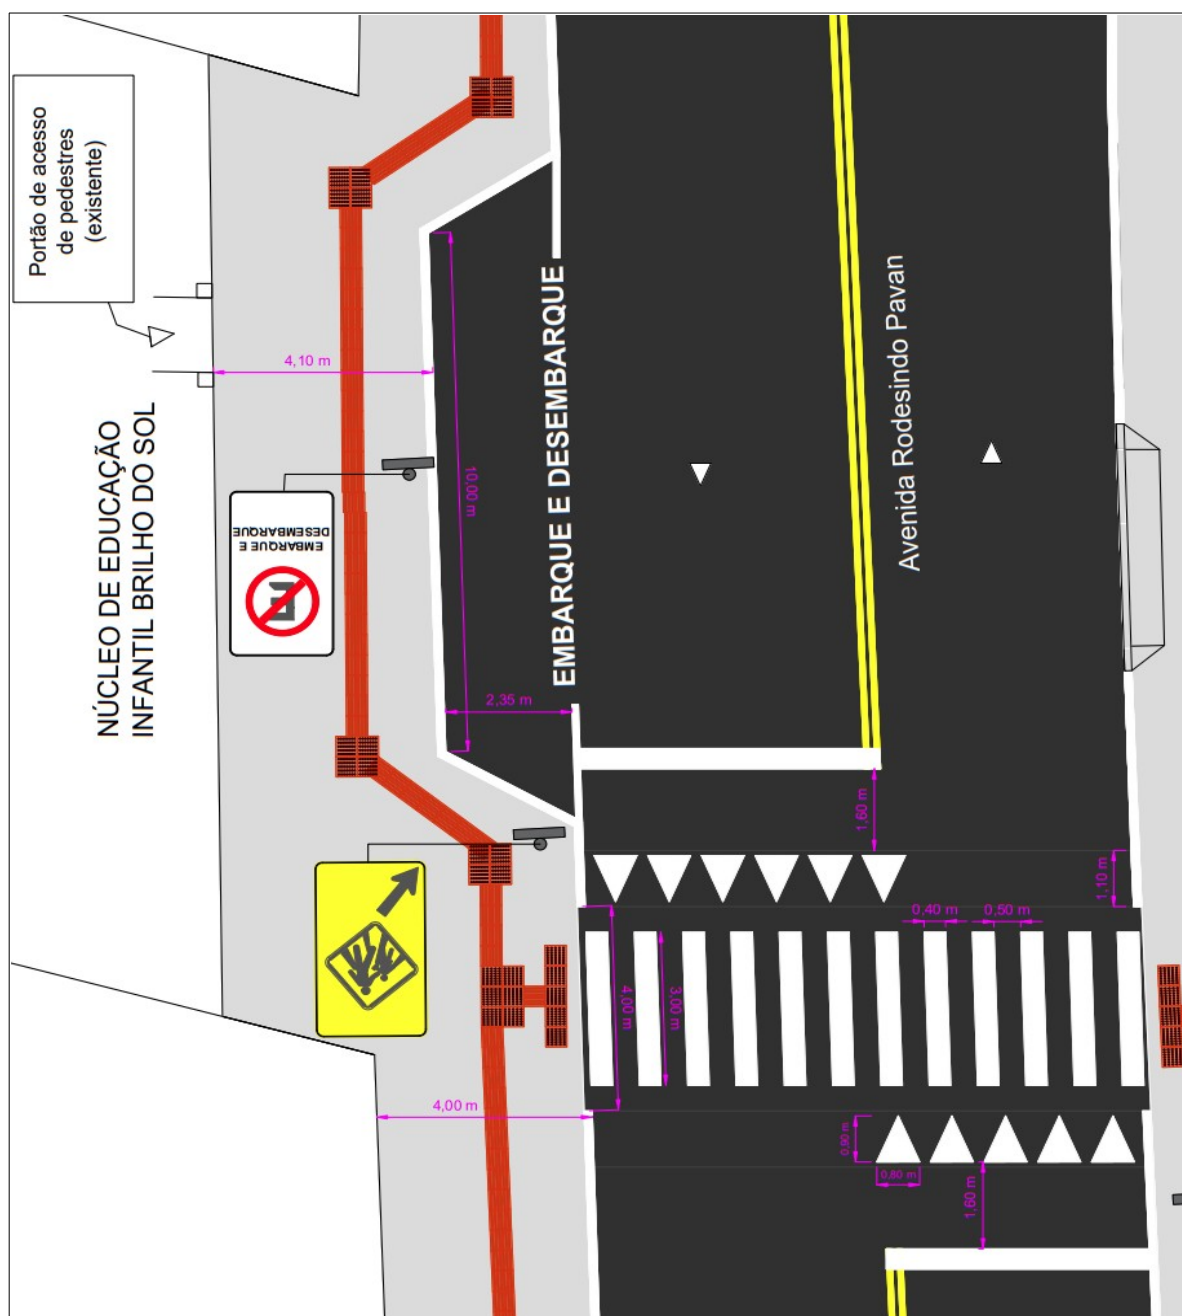 Portão de acesso
de pedestres
(existente)
NÚCLEO DE EDUCAÇÃO
INFANTIL BRILHO DO SOL
4,10 m
10,00 m
EMBARQUE E DESEMBARQUE
Avenida Rodesindo Pavan
EMBARQUE E
DESEMBARQUE
E
2,35 m
1,60 m
1,10 m
0,40 m
0,50 m
4,00 m
3,00 m
4,00 m
0,90 m
0,80 m
1,60 m